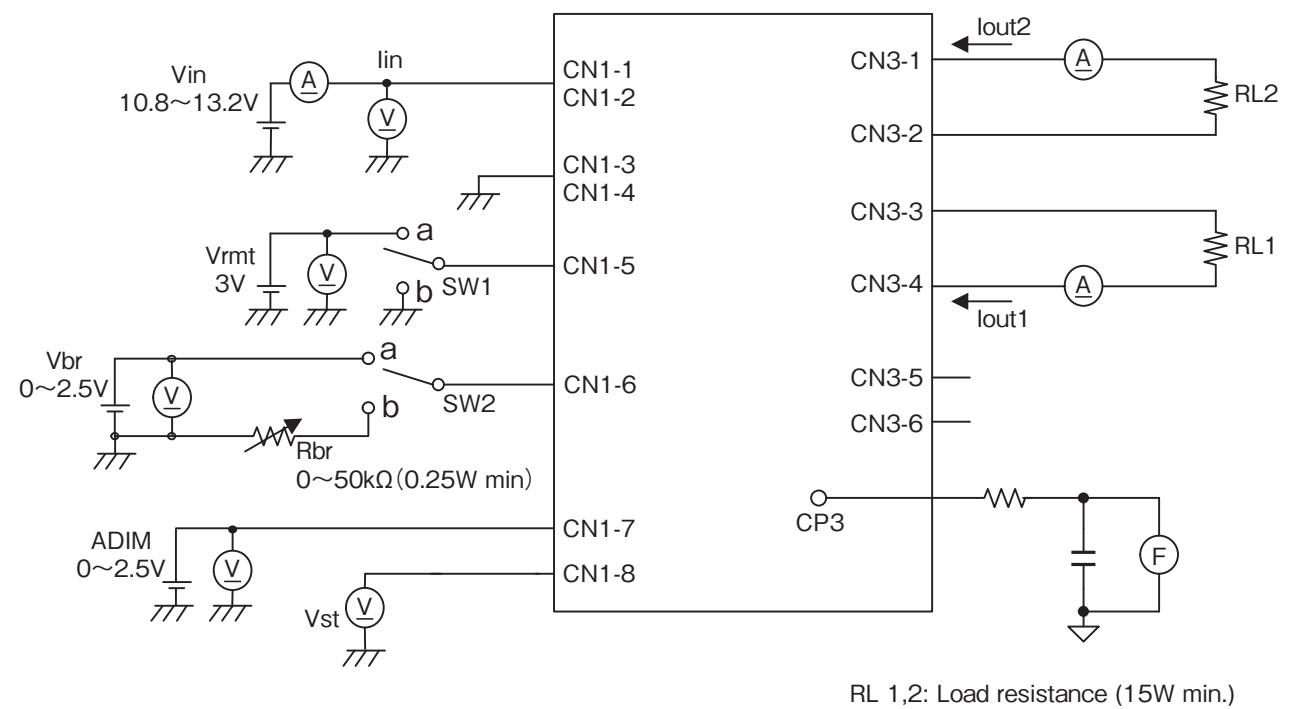 Vin
10.8～13.2V
A
Iin
V
CN1-1
CN1-2
CN1-3
CN1-4
Vrmt
3V
V
a
b
SW1
CN1-5
Vbr
0～2.5V
V
a
b
SW2
CN1-6
Rbr
0～50kΩ(0.25W min)
ADIM
0～2.5V
V
CN1-7
CN1-8
Vst
V
Iout2
CN3-1
A
RL2
CN3-2
CN3-3
RL1
CN3-4
A
Iout1
CN3-5
CN3-6
CP3
F
RL 1,2: Load resistance (15W min.)